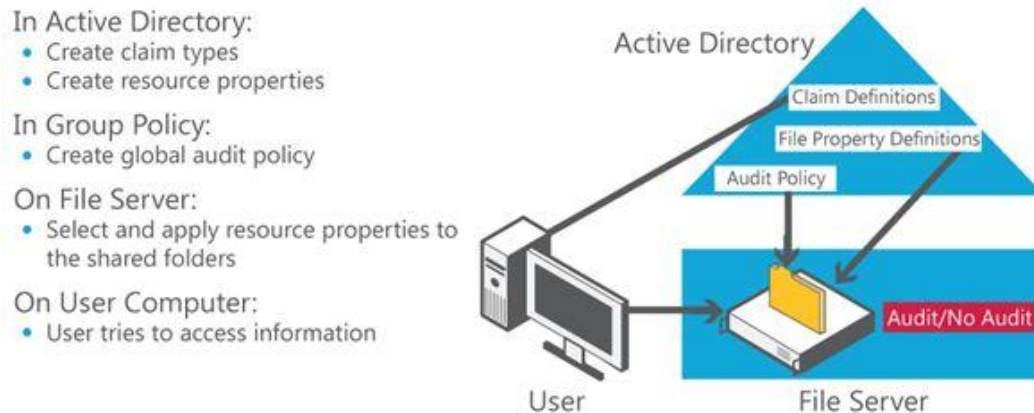 In Active Directory:
• Create claim types
• Create resource properties
In Group Policy:
• Create global audit policy
On File Server:
• Select and apply resource properties to
the shared folders
On User Computer:
• User tries to access information
Active Directory
Claim Definitions
File Property Definitions
Audit Policy
Audit/No Audit
User
File Server